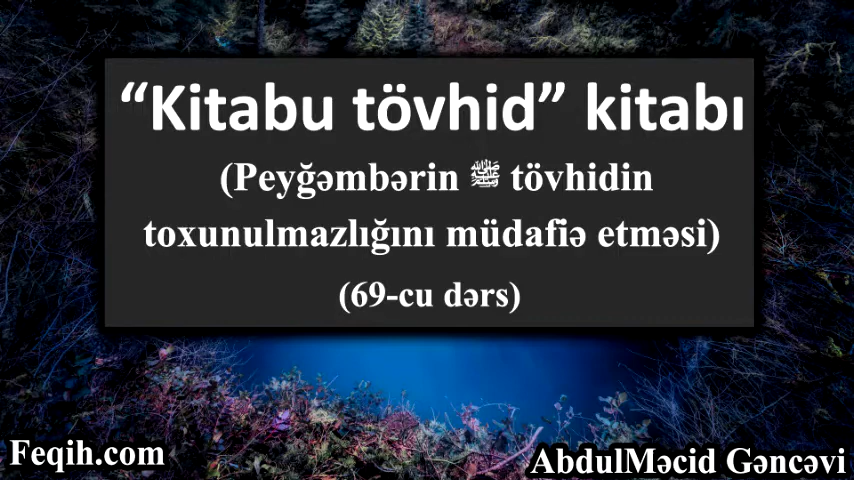 “Kitabu tövhid” kitabı
(Peyğəmbərin ﷺ tövhidin
toxunulmazlığını müdafiə etməsi)
(69-cu dərs)
Feqih.com
AbdulMəcid Gəncəvi